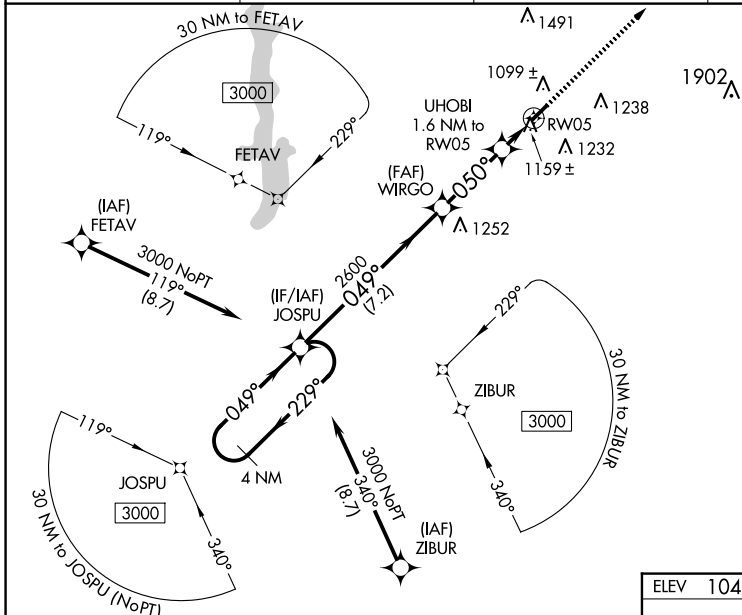 30 NM to FETAV
3000
119°
229°
FETAV
1491
1099 ±
1902
1238
UHOBI
1.6 NM to
RW05
RW05
1232
1159 ±
050°
(FAF)
WIRGO
1252
(IAF)
FETAV
3000 NoPT
119°
(8.7)
2600
049°
(7.2)
(IF/IAF)
JOSPU
049°
229°
4 NM
229°
ZIBUR
3000
340°
30 NM to ZIBUR
119°
JOSPU
3000
340°
30 NM to JOSPU (NoPT)
3000 NoPT
340°
(8.7)
(IAF)
ZIBUR
ELEV 104